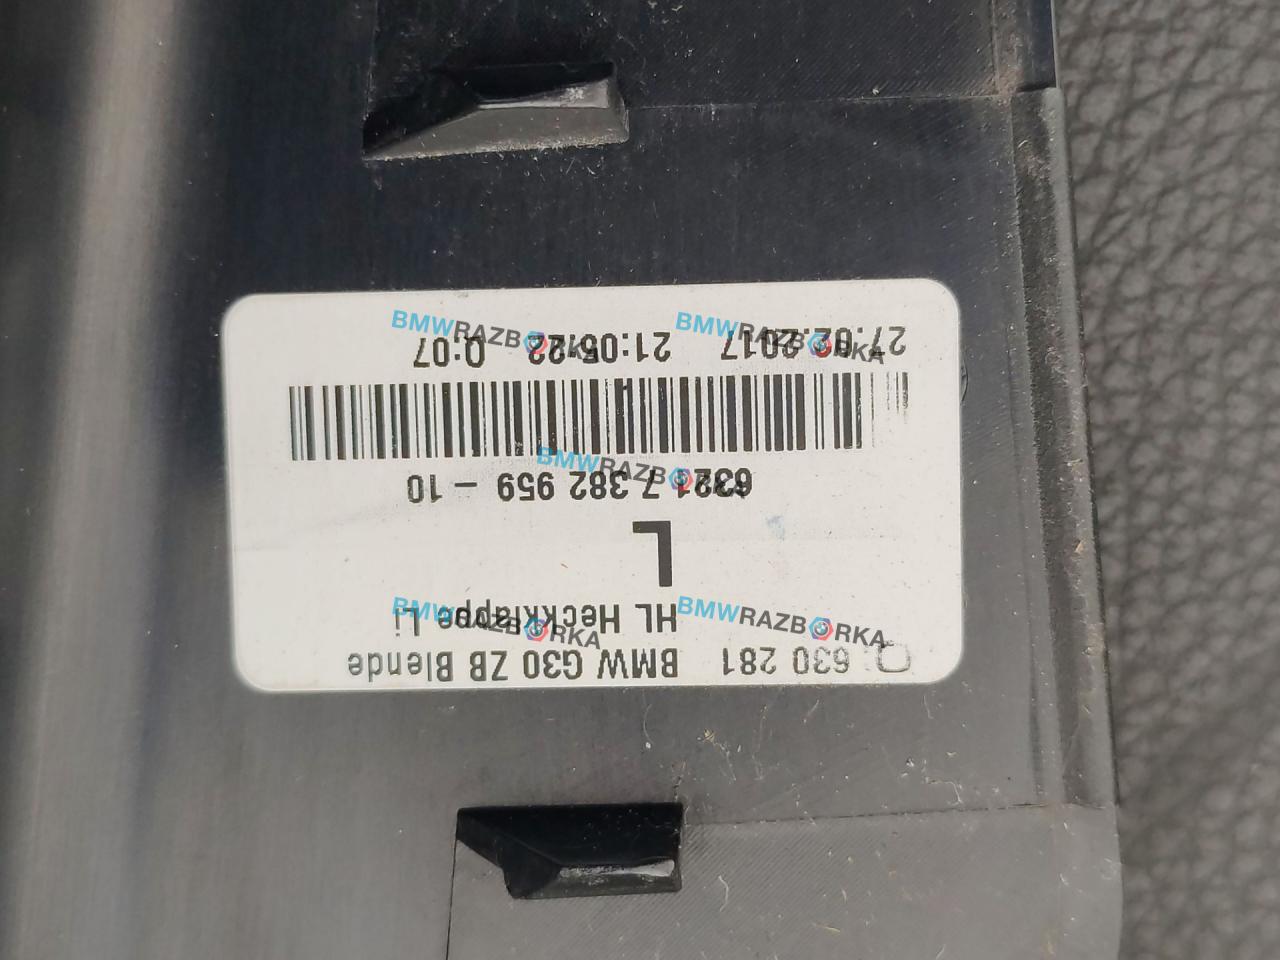 Q 630 281 BMW G30 ZB Blende
HL Heckklappe Li
L
6321 7 382 959 - 10
27.02.2017 21:05:22 Q:07
BMWRAZBORKA
BMWRAZBORKA
BMWRAZBORKA
BMWRAZBORKA
BMWRAZBORKA